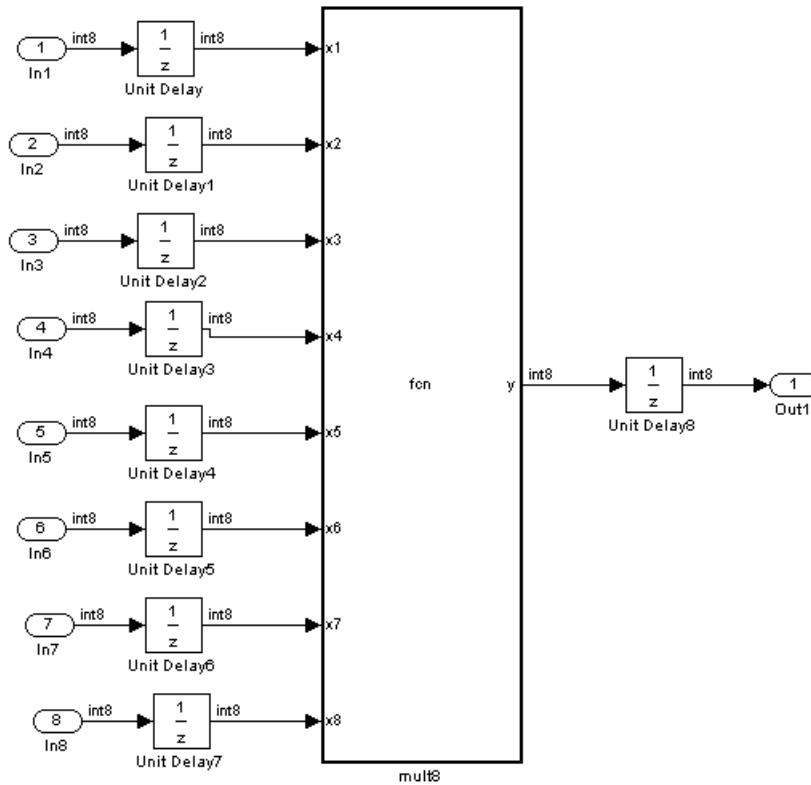 1 int8 1 z int8 x1
In1 Unit Delay
2 int8 1 z int8 x2
In2 Unit Delay1
3 int8 1 z int8 x3
In3 Unit Delay2
4 int8 1 z int8 x4
In4 Unit Delay3
fcn y int8 1 z int8 1
Unit Delay8 Out1
5 int8 1 z int8 x5
In5 Unit Delay4
6 int8 1 z int8 x6
In6 Unit Delay5
7 int8 1 z int8 x7
In7 Unit Delay6
8 int8 1 z int8 x8
In8 Unit Delay7
mult8